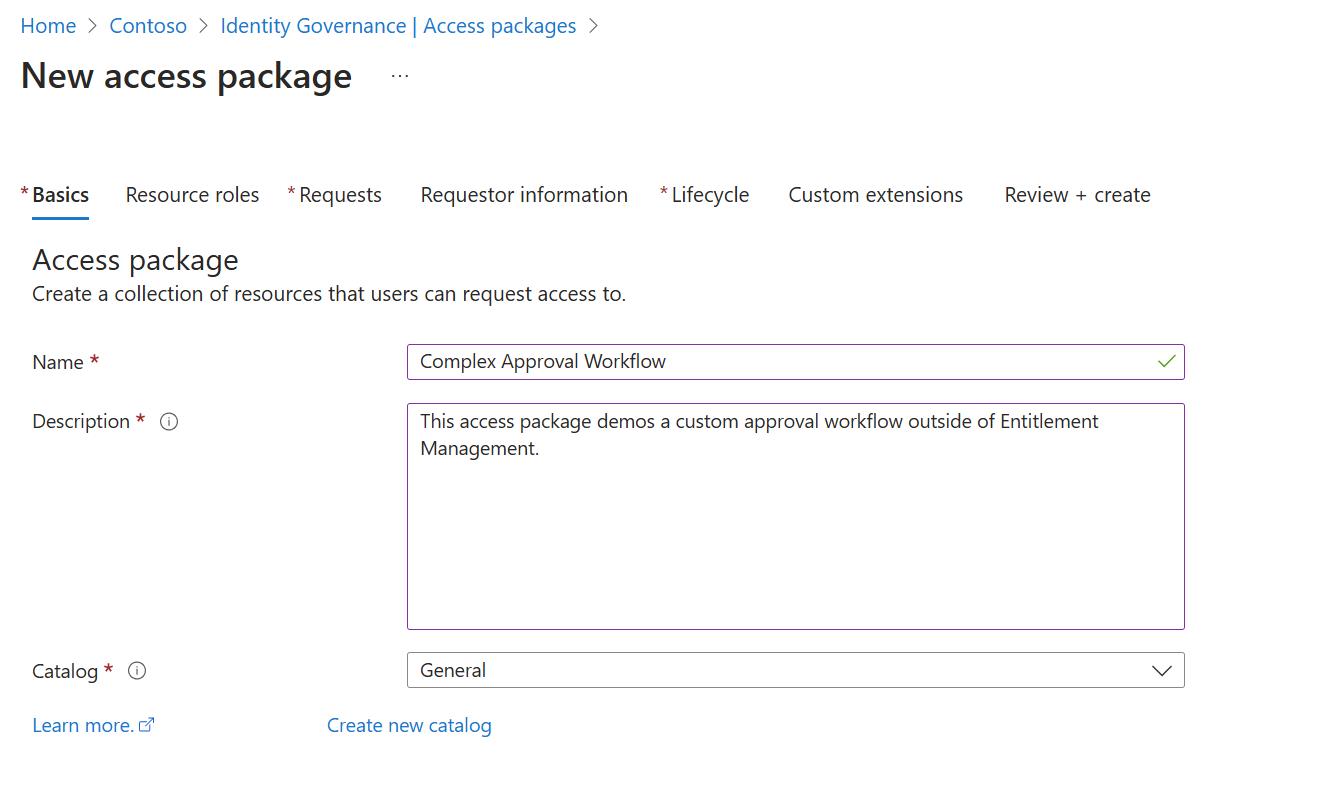 Home > Contoso > Identity Governance | Access packages >
New access package ...
*Basics Resource roles *Requests Requestor information *Lifecycle Custom extensions Review + create
Access package
Create a collection of resources that users can request access to.
Name * Complex Approval Workflow
Description * This access package demos a custom approval workflow outside of Entitlement
Management.
Catalog * General
Learn more. Create new catalog